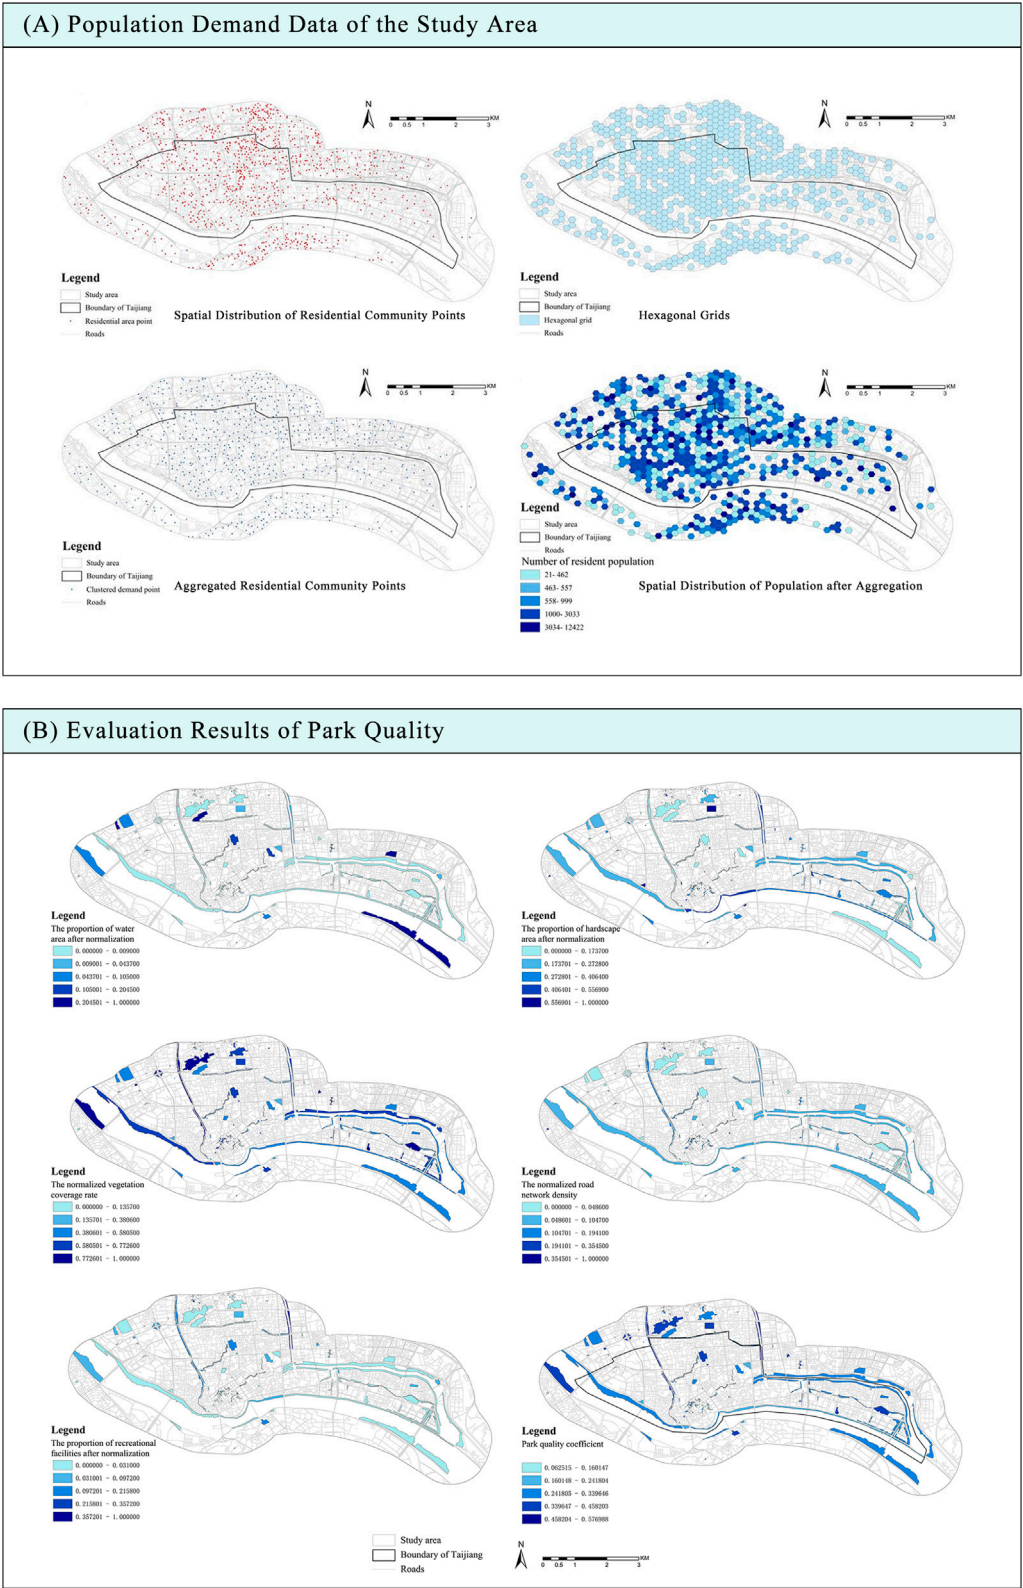 (A) Population Demand Data of the Study Area
N
0 0.5 1 2 3 KM
Legend
Study area
Boundary of Taijiang
Residential area point
Roads
Spatial Distribution of Residential Community Points
N
0 0.5 1 2 3 KM
Legend
Study area
Boundary of Taijiang
Hexagonal grid
Roads
Hexagonal Grids
N
0 0.5 1 2 3 KM
Legend
Study area
Boundary of Taijiang
Clustered demand point
Roads
Aggregated Residential Community Points
N
0 0.5 1 2 3 KM
Legend
Study area
Boundary of Taijiang
Roads
Number of resident population
21- 462
463- 557
558- 999
1000- 3033
3034- 12422
Spatial Distribution of Population after Aggregation
(B) Evaluation Results of Park Quality
Legend
The proportion of water
area after normalization
0.000000 - 0.009000
0.009001 - 0.043700
0.043701 - 0.105000
0.105001 - 0.204500
0.204501 - 1.000000
Legend
The proportion of hardscape
area after normalization
0.000000 - 0.173700
0.173701 - 0.272800
0.272801 - 0.406400
0.406401 - 0.556900
0.556901 - 1.000000
Legend
The normalized vegetation
coverage rate
0.000000 - 0.135700
0.135701 - 0.380600
0.380601 - 0.580500
0.580501 - 0.772600
0.772601 - 1.000000
Legend
The normalized road
network density
0.000000 - 0.048600
0.048601 - 0.104700
0.104701 - 0.194100
0.194101 - 0.354500
0.354501 - 1.000000
Legend
The proportion of recreational
facilities after normalization
0.000000 - 0.031000
0.031001 - 0.097200
0.097201 - 0.215800
0.215801 - 0.357200
0.357201 - 1.000000
Legend
Park quality coefficient
0.062515 - 0.160147
0.160148 - 0.241804
0.241805 - 0.339646
0.339647 - 0.458203
0.458204 - 0.576988
Study area
Boundary of Taijiang
Roads
N
0 0.5 1 2 3 KM